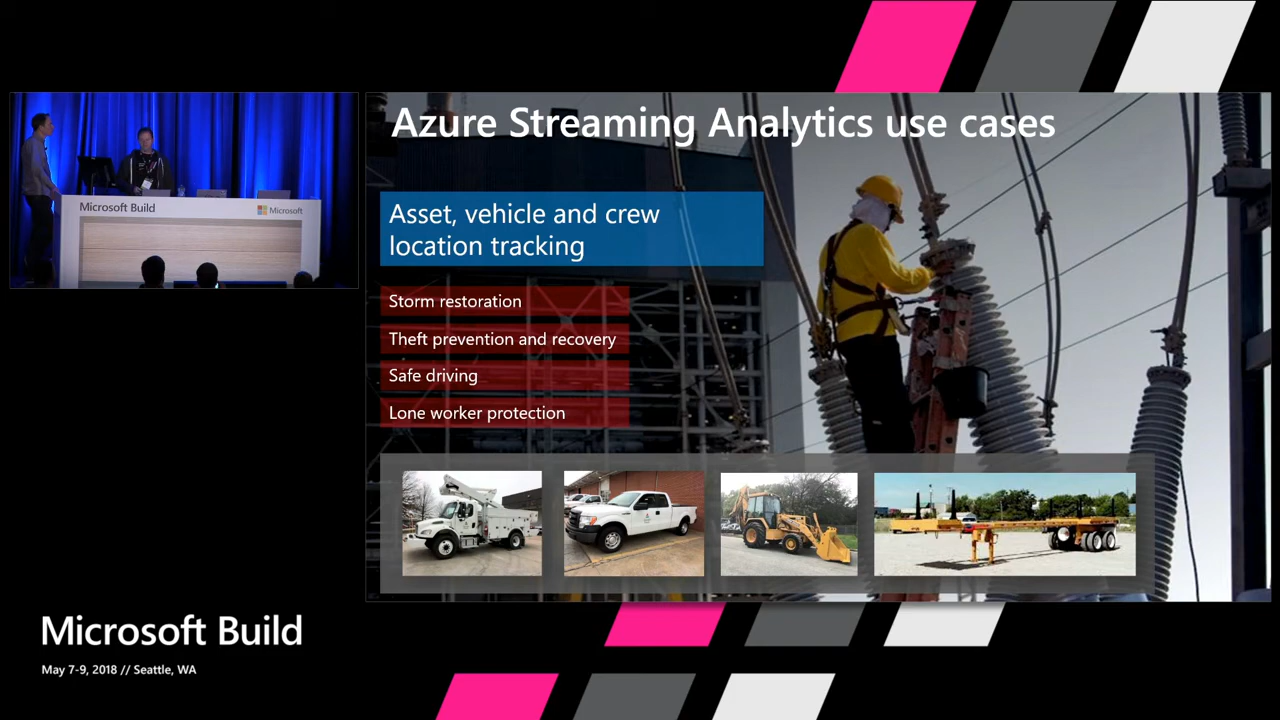 Azure Streaming Analytics use cases
Microsoft Build
Microsoft
Asset, vehicle and crew
location tracking
Storm restoration
Theft prevention and recovery
Safe driving
Lone worker protection
Microsoft Build
May 7-9, 2018 // Seattle, WA